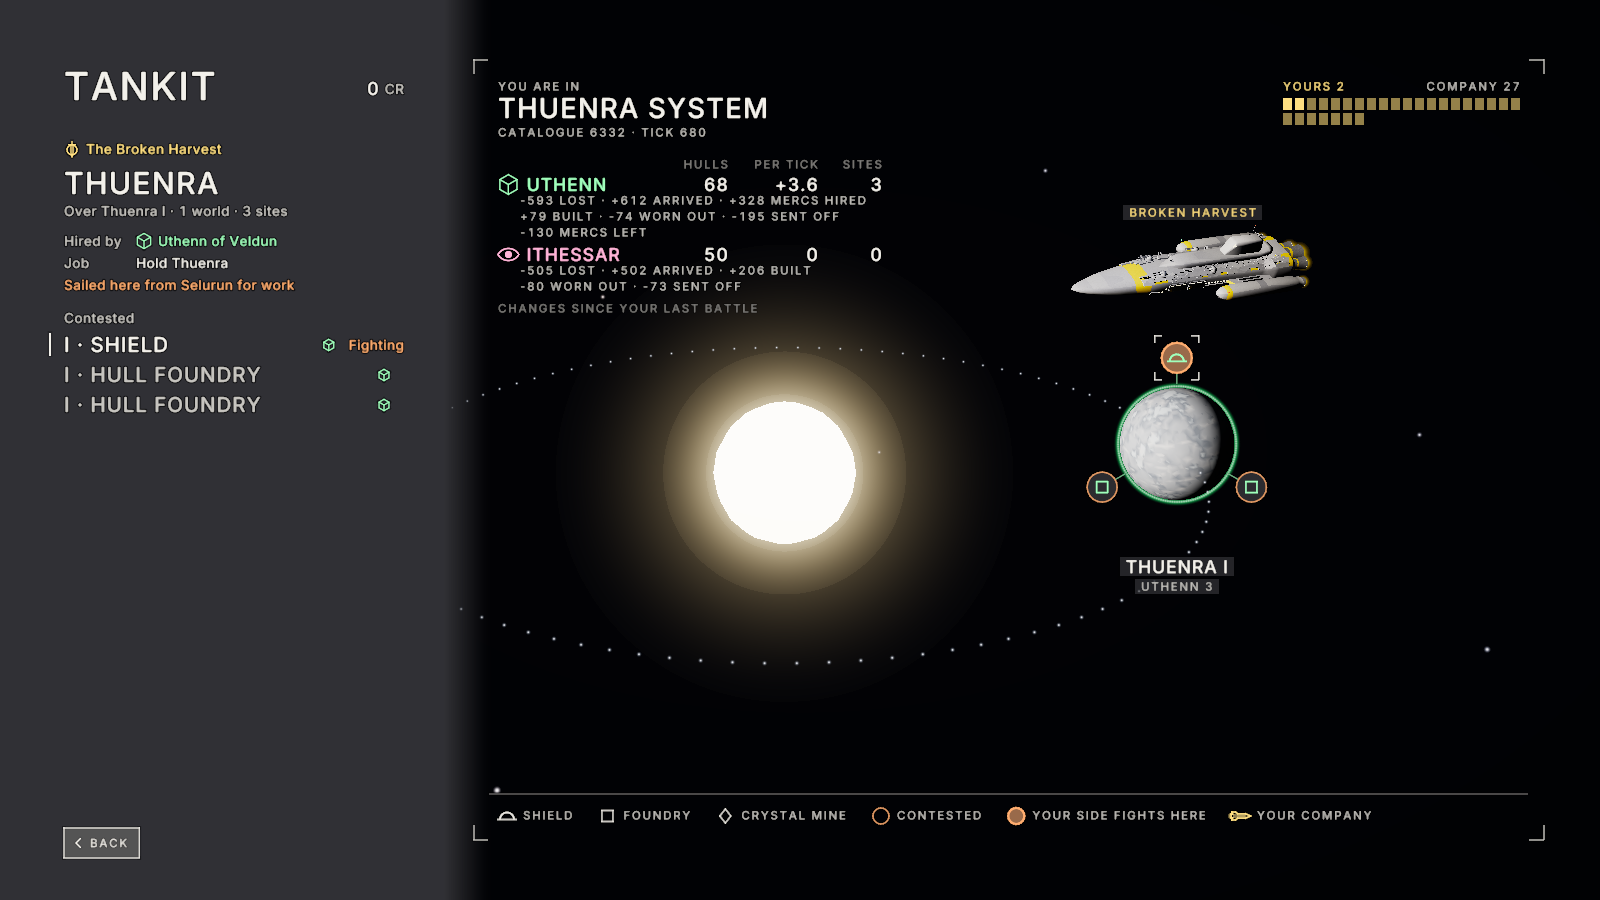 TANKIT
0 CR
The Broken Harvest
THUENRA
Over Thuenra I · 1 world · 3 sites
Hired by Uthenn of Veldun
Job Hold Thuenra
Sailed here from Selurun for work
Contested
I · SHIELD Fighting
I · HULL FOUNDRY
I · HULL FOUNDRY
< BACK
YOU ARE IN
THUENRA SYSTEM
CATALOGUE 6332 · TICK 680
HULLS PER TICK SITES
UTHENN 68 +3.6 3
-593 LOST · +612 ARRIVED · +328 MERCS HIRED
+79 BUILT · -74 WORN OUT · -195 SENT OFF
-130 MERCS LEFT
ITHESSAR 50 0 0
-505 LOST · +502 ARRIVED · +206 BUILT
-80 WORN OUT · -73 SENT OFF
CHANGES SINCE YOUR LAST BATTLE
YOURS 2 COMPANY 27
BROKEN HARVEST
THUENRA I
UTHENN 3
SHIELD FOUNDRY CRYSTAL MINE CONTESTED YOUR SIDE FIGHTS HERE YOUR COMPANY